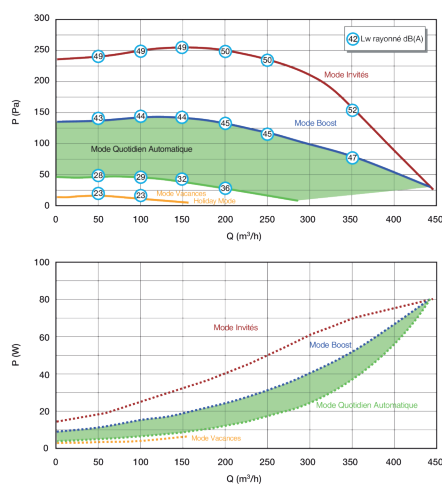 300
250
200
150
100
50
0
P (Pa)
42 Lw rayonné dB(A)
49 49 49 50 50 52
Mode Invités
43 44 44 45 45 47
Mode Boost
Mode Quotidien Automatique
28 29 32 36
23 23
Mode Vacances
Holiday Mode
0 50 100 150 200 250 300 350 400 450
Q (m³/h)
100
80
60
40
20
0
P (W)
Mode Invités
Mode Boost
Mode Quotidien Automatique
Mode Vacances
0 50 100 150 200 250 300 350 400 450
Q (m³/h)